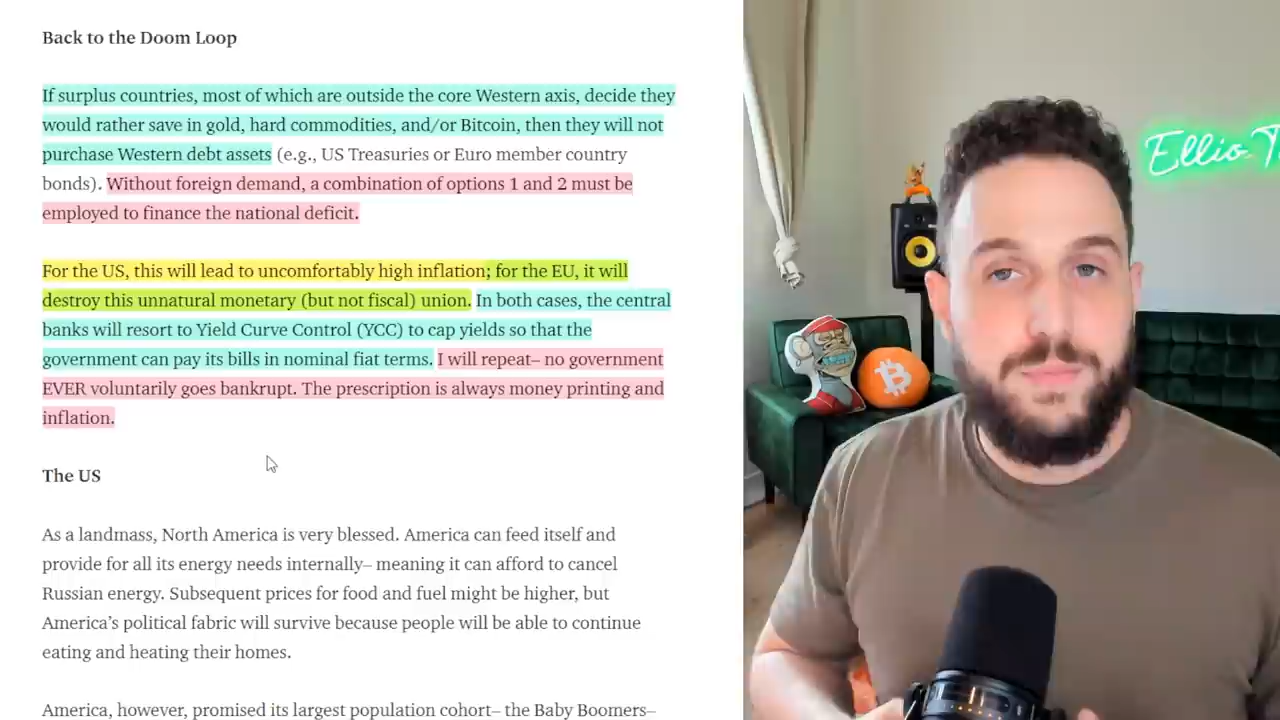 Back to the Doom Loop
If surplus countries, most of which are outside the core Western axis, decide they
would rather save in gold, hard commodities, and/or Bitcoin, then they will not
purchase Western debt assets (e.g., US Treasuries or Euro member country
bonds). Without foreign demand, a combination of options 1 and 2 must be
employed to finance the national deficit.
For the US, this will lead to uncomfortably high inflation; for the EU, it will
destroy this unnatural monetary (but not fiscal) union. In both cases, the central
banks will resort to Yield Curve Control (YCC) to cap yields so that the
government can pay its bills in nominal fiat terms. I will repeat– no government
EVER voluntarily goes bankrupt. The prescription is always money printing and
inflation.
The US
As a landmass, North America is very blessed. America can feed itself and
provide for all its energy needs internally– meaning it can afford to cancel
Russian energy. Subsequent prices for food and fuel might be higher, but
America’s political fabric will survive because people will be able to continue
eating and heating their homes.
America, however, promised its largest population cohort– the Baby Boomers–
Ellio T